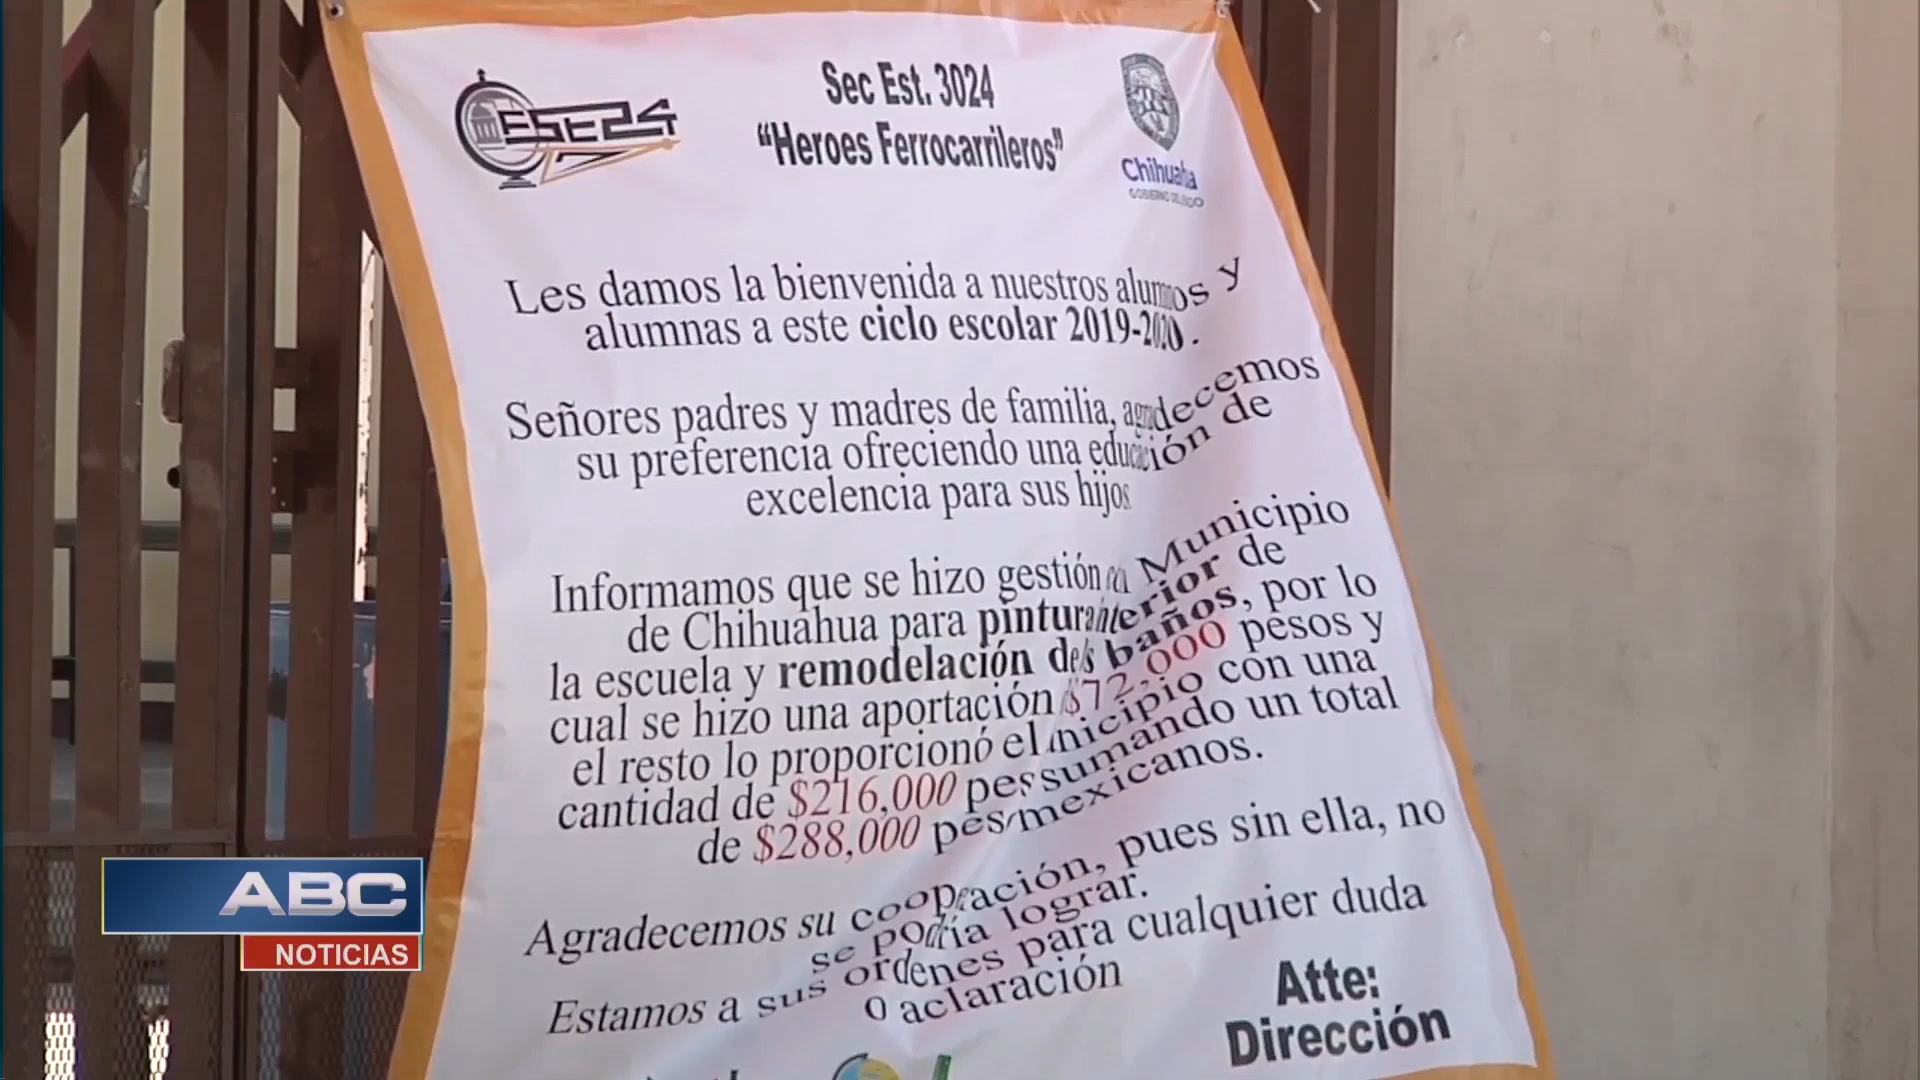 ESE24
Sec Est. 3024
“Heroes Ferrocarrileros”
Chihuahua
GOBIERNO DEL ESTADO
Les damos la bienvenida a nuestros alumnos y
alumnas a este ciclo escolar 2019-2020.
Señores padres y madres de familia, agradecemos
su preferencia ofreciendo una educación de
excelencia para sus hijos
Informamos que se hizo gestión Municipio
de Chihuahua para pintura interior de
la escuela y remodelación de baños, por lo
cual se hizo una aportación $72,000 pesos y
el resto lo proporcionó el municipio con una
cantidad de $216,000 pesos sumando un total
de $288,000 pesos mexicanos.
Agradecemos su cooperación, pues sin ella, no
se podría lograr.
Estamos a sus ordenes para cualquier duda
o aclaración
Atte:
Dirección
ABC
NOTICIAS